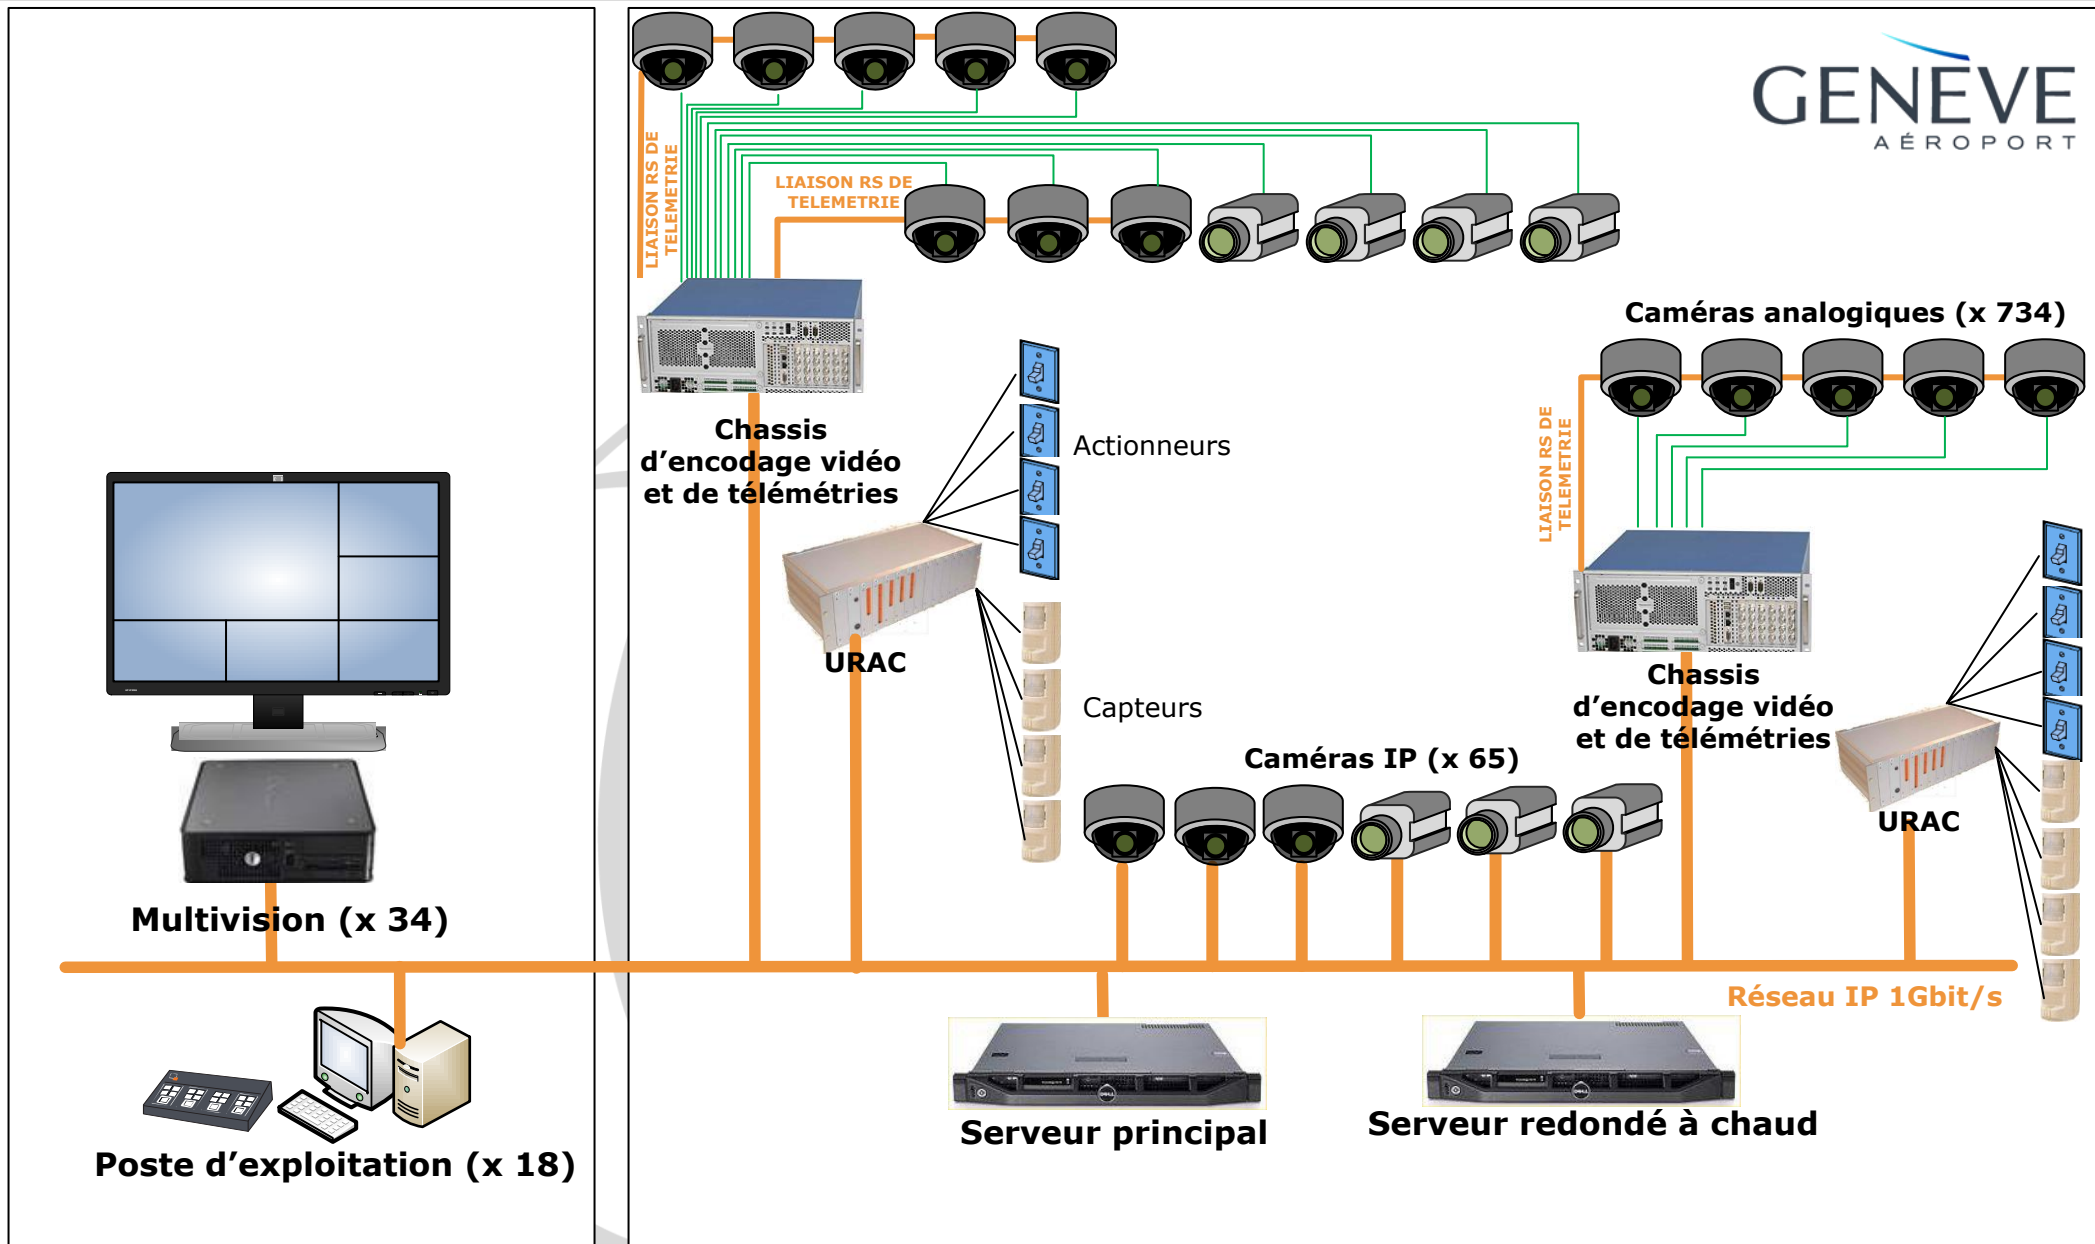 GENÈVE
AÉROPORT
LIAISON RS DE
TELEMETRIE
LIAISON RS DE
TELEMETRIE
Caméras analogiques (x 734)
LIAISON RS DE
TELEMETRIE
Chassis
d'encodage vidéo
et de télémétries
Actionneurs
URAC
Capteurs
Caméras IP (x 65)
Chassis
d'encodage vidéo
et de télémétries
URAC
Multivision (x 34)
Réseau IP 1Gbit/s
Poste d'exploitation (x 18)
Serveur principal
Serveur redondé à chaud